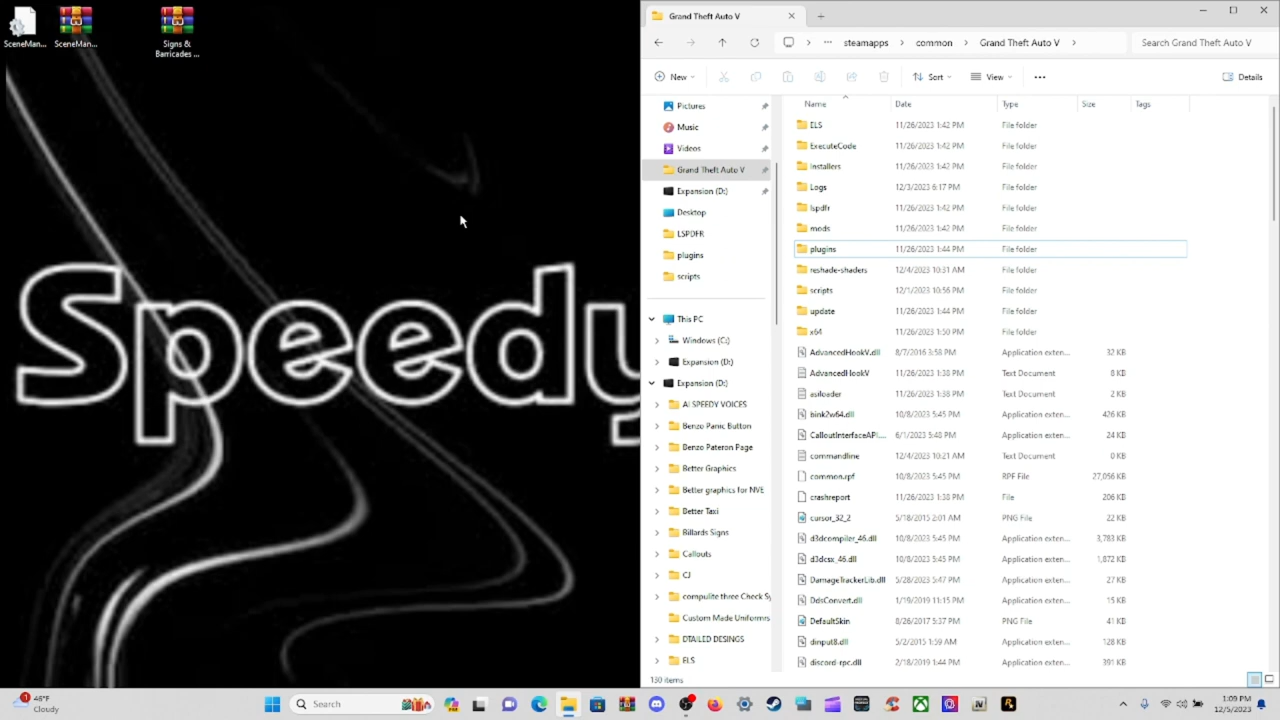 SceneMan...
SceneMan...
Signs &
Barricades ...
Speedy
Grand Theft Auto V
steamapps
common
Grand Theft Auto V
Search Grand Theft Auto V
New
Sort
View
Details
Name
Date
Type
Size
Tags
Pictures
Music
Videos
Grand Theft Auto V
Expansion (D:)
Desktop
LSPDFR
plugins
scripts
This PC
Windows (C:)
Expansion (D:)
Expansion (D:)
AI SPEEDY VOICES
Benzo Panic Button
Benzo Pateron Page
Better Graphics
Better graphics for NVE
Better Taxi
Billards Signs
Callouts
CJ
compulite three Check Sy
Custom Made Uniforms
DTAILED DESINGS
ELS
ELS 11/26/2023 1:42 PM File folder
ExecuteCode 11/26/2023 1:42 PM File folder
Installers 11/26/2023 1:42 PM File folder
Logs 12/3/2023 6:17 PM File folder
lspdfr 11/26/2023 1:42 PM File folder
mods 11/26/2023 1:42 PM File folder
plugins 11/26/2023 1:44 PM File folder
reshade-shaders 12/4/2023 10:31 AM File folder
scripts 12/1/2023 10:56 PM File folder
update 11/26/2023 1:44 PM File folder
x64 11/26/2023 1:50 PM File folder
AdvancedHookV.dll 8/7/2016 3:58 PM Application exten... 32 KB
AdvancedHookV 11/26/2023 1:38 PM Text Document 8 KB
asiloader 11/26/2023 1:38 PM Text Document 2 KB
bink2w64.dll 10/8/2023 5:45 PM Application exten... 426 KB
CalloutInterfaceAPI.... 6/1/2023 5:48 PM Application exten... 24 KB
commandline 12/4/2023 10:21 AM Text Document 0 KB
common.rpf 10/8/2023 5:45 PM RPF File 27,056 KB
crashreport 11/26/2023 1:38 PM File 206 KB
cursor_32_2 5/18/2015 2:01 AM PNG File 22 KB
d3dcompiler_46.dll 10/8/2023 5:45 PM Application exten... 3,783 KB
d3dcsx_46.dll 10/8/2023 5:45 PM Application exten... 1,872 KB
DamageTrackerLib.dll 5/28/2023 5:47 PM Application exten... 27 KB
DdsConvert.dll 1/19/2019 11:15 PM Application exten... 15 KB
DefaultSkin 8/26/2017 5:37 PM PNG File 41 KB
dinput8.dll 5/2/2015 1:59 AM Application exten... 128 KB
discord-rpc.dll 2/18/2019 1:44 PM Application exten... 391 KB
130 items
1
46°F
Cloudy
Search
1:09 PM
12/5/2023